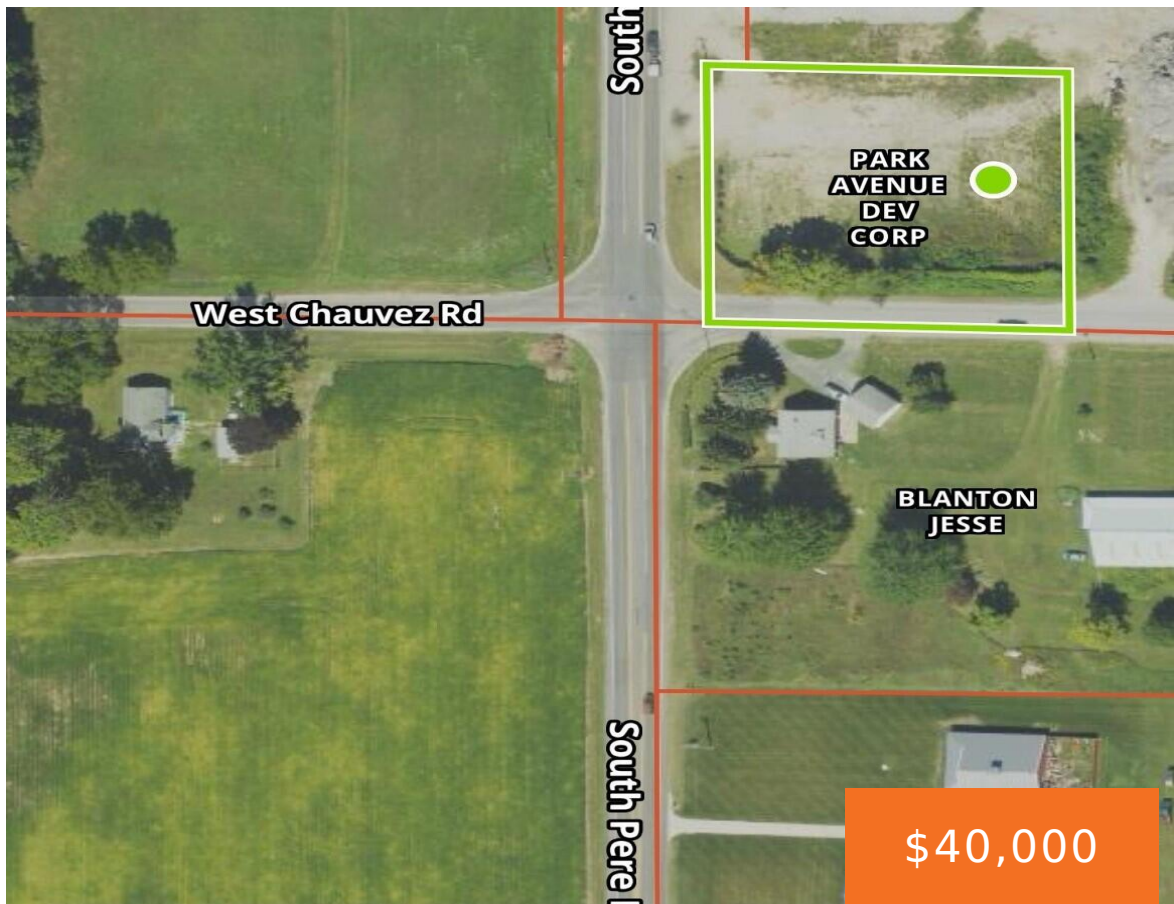 South
PARK
AVENUE
DEV
CORP
West Chauvez Rd
BLANTON
JESSE
South Pere
$40,000